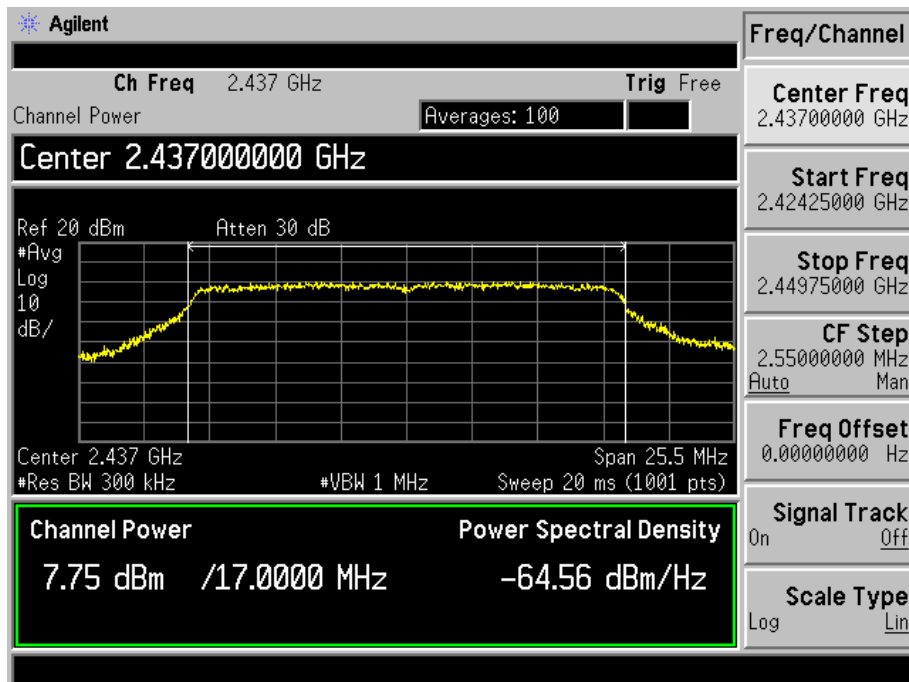 Agilent
Freq/Channel
Ch Freq 2.437 GHz Trig Free
Channel Power Averages: 100
Center 2.437000000 GHz
Ref 20 dBm Atten 30 dB
#Avg
Log
10
dB/
Center 2.437 GHz Span 25.5 MHz
#Res BW 300 kHz #VBW 1 MHz Sweep 20 ms (1001 pts)
Channel Power Power Spectral Density
7.75 dBm /17.0000 MHz -64.56 dBm/Hz
Center Freq
2.43700000 GHz
Start Freq
2.42425000 GHz
Stop Freq
2.44975000 GHz
CF Step
2.55000000 MHz
Auto Man
Freq Offset
0.00000000 Hz
Signal Track
On Off
Scale Type
Log Lin